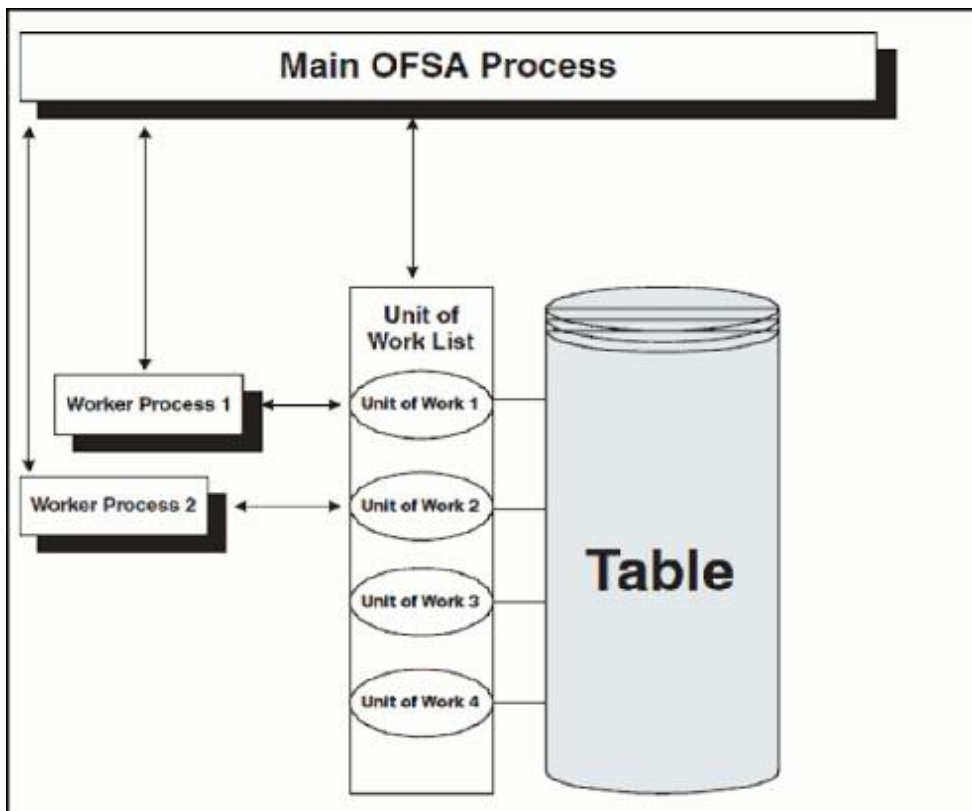 Main OFSA Process
Unit of
Work List
Worker Process 1
Unit of Work 1
Worker Process 2
Unit of Work 2
Unit of Work 3
Unit of Work 4
Table